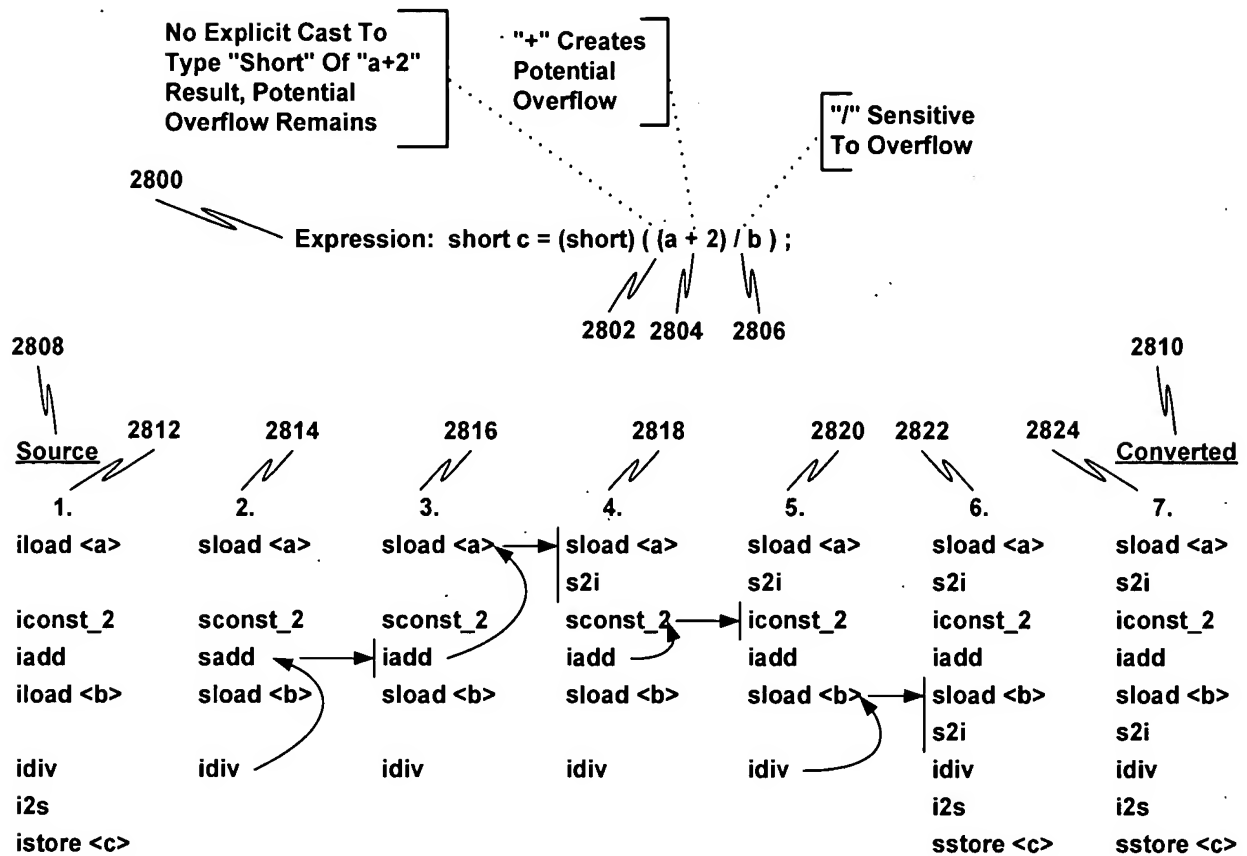 No Explicit Cast To
Type "Short" Of "a+2"
Result, Potential
Overflow Remains
"+" Creates
Potential
Overflow
"/" Sensitive
To Overflow
2800
Expression: short c = (short) ( (a + 2) / b ) ;
2802 2804 2806
2808 2810
2812 2814 2816 2818 2820 2822 2824
Source Converted
1. 2. 3. 4. 5. 6. 7.
iload <a> sload <a> sload <a> sload <a> sload <a> sload <a> sload <a>
s2i s2i s2i s2i
iconst_2 sconst_2 sconst_2 sconst_2 iconst_2 iconst_2 iconst_2
iadd sadd iadd iadd iadd iadd iadd
iload <b> sload <b> sload <b> sload <b> sload <b> sload <b> sload <b>
s2i s2i
idiv idiv idiv idiv idiv idiv idiv
i2s i2s i2s
istore <c> sstore <c> sstore <c>